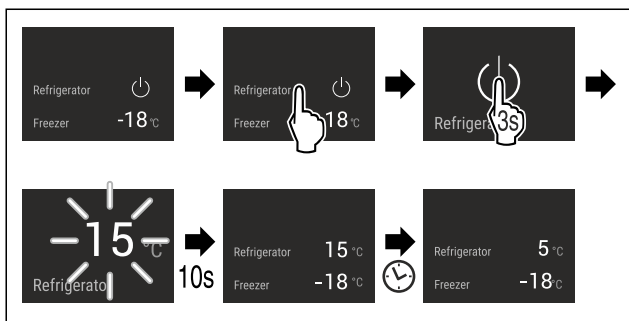 Refrigerator
Freezer -18 °C
Refrigerator
Freezer 18 °C
Refrigera
3s
15 °C
Refrigerato
10s
Refrigerator 15 °C
Freezer -18 °C
Refrigerator 5 °C
Freezer -18°C